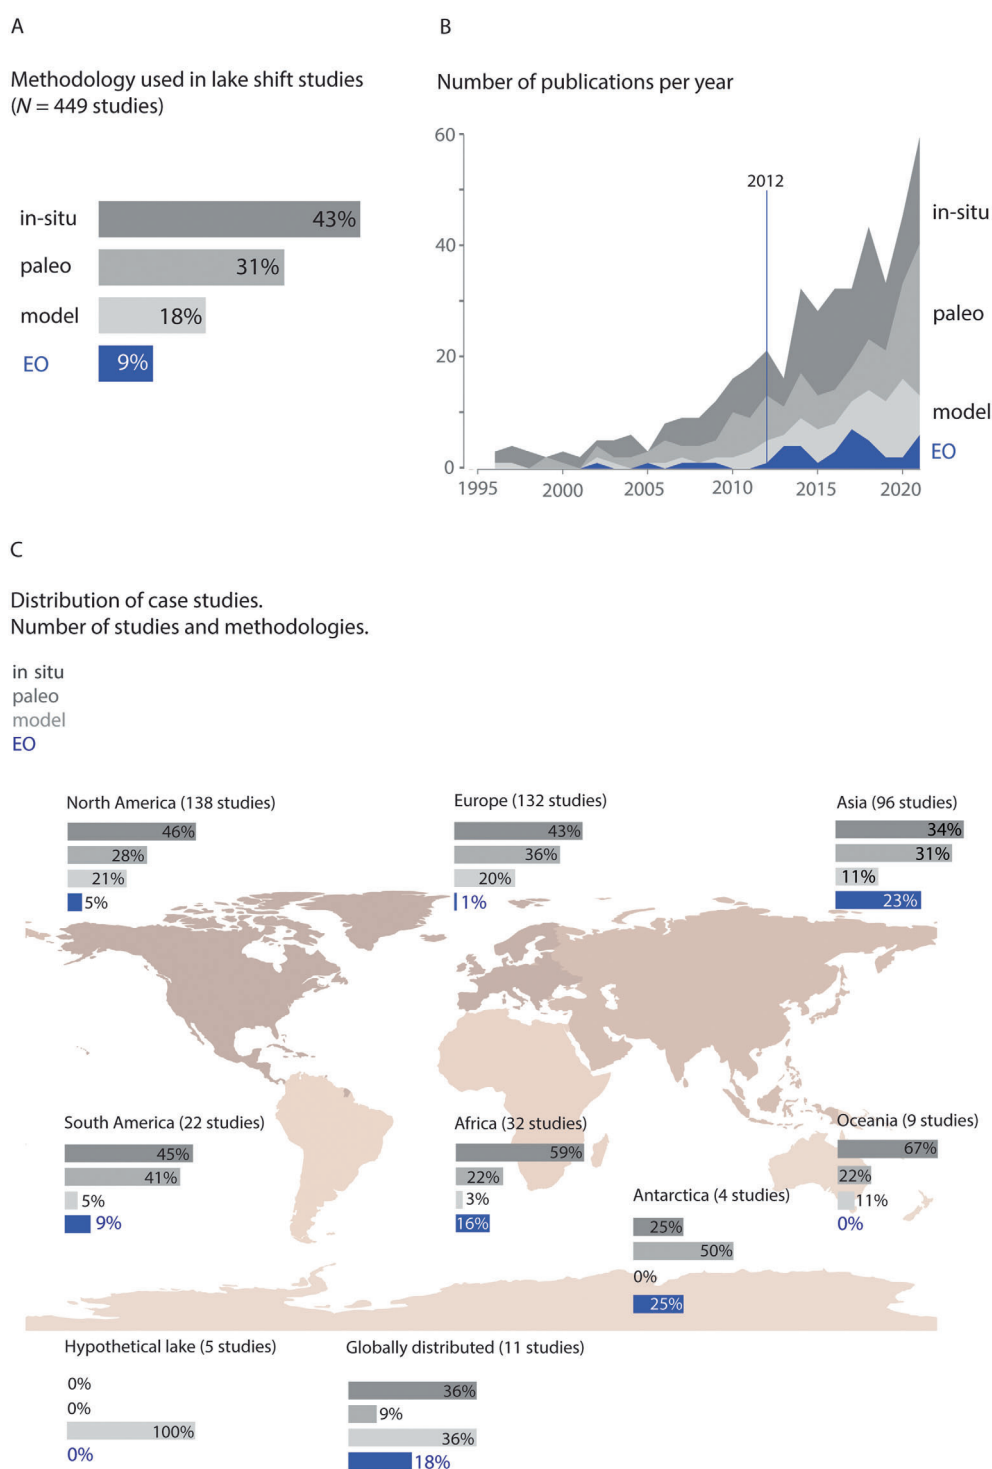 A
Methodology used in lake shift studies
(N = 449 studies)
in-situ 43%
paleo 31%
model 18%
EO 9%
B
Number of publications per year
60
40
20
0
2012
in-situ
paleo
model
EO
1995 2000 2005 2010 2015 2020
C
Distribution of case studies.
Number of studies and methodologies.
in situ
paleo
model
EO
North America (138 studies)
46%
28%
21%
5%
Europe (132 studies)
43%
36%
20%
1%
Asia (96 studies)
34%
31%
11%
23%
South America (22 studies)
45%
41%
5%
9%
Africa (32 studies)
59%
22%
3%
16%
Oceania (9 studies)
67%
22%
11%
0%
Antarctica (4 studies)
25%
50%
0%
25%
Hypothetical lake (5 studies)
0%
0%
100%
0%
Globally distributed (11 studies)
36%
9%
36%
18%